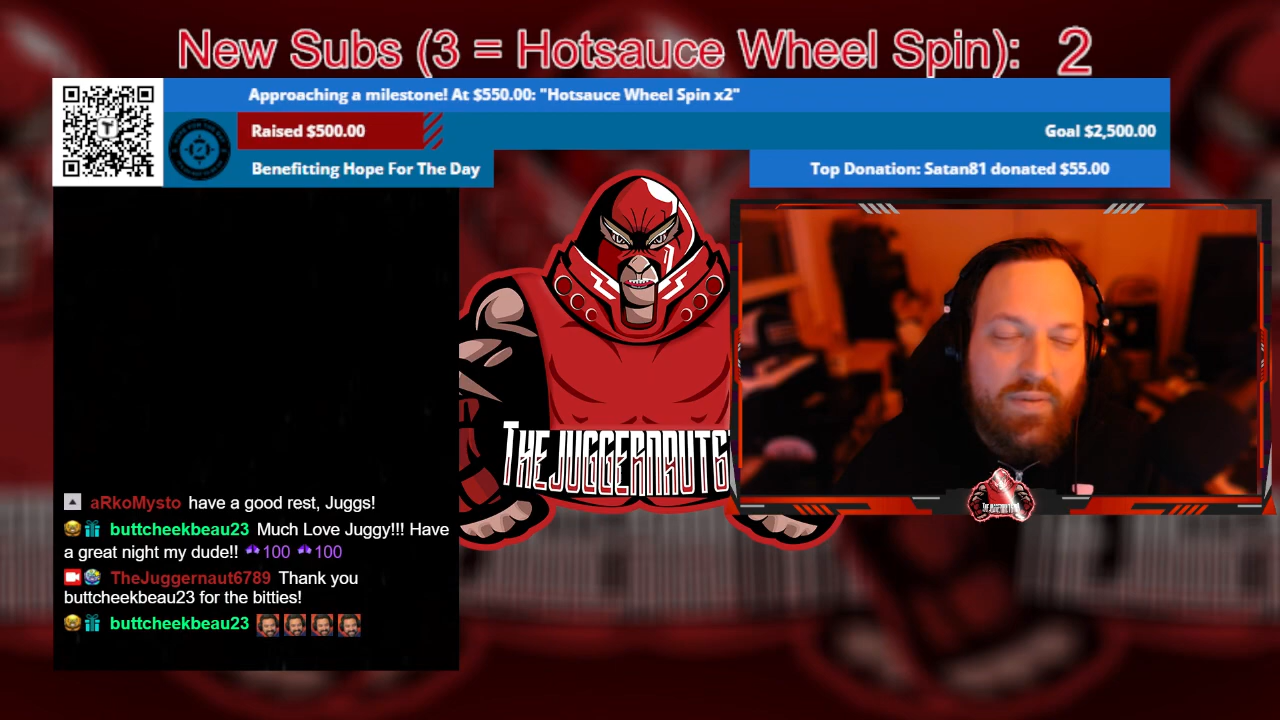 New Subs (3 = Hotsauce Wheel Spin): 2
Approaching a milestone! At $550.00: "Hotsauce Wheel Spin x2"
Raised $500.00
Goal $2,500.00
Benefitting Hope For The Day
Top Donation: Satan81 donated $55.00
THEJUGGERNAUT6
aRkoMysto have a good rest, Juggs!
buttcheekbeau23 Much Love Juggy!!! Have
a great night my dude!! 100 100
TheJuggernaut6789 Thank you
buttcheekbeau23 for the bitties!
buttcheekbeau23